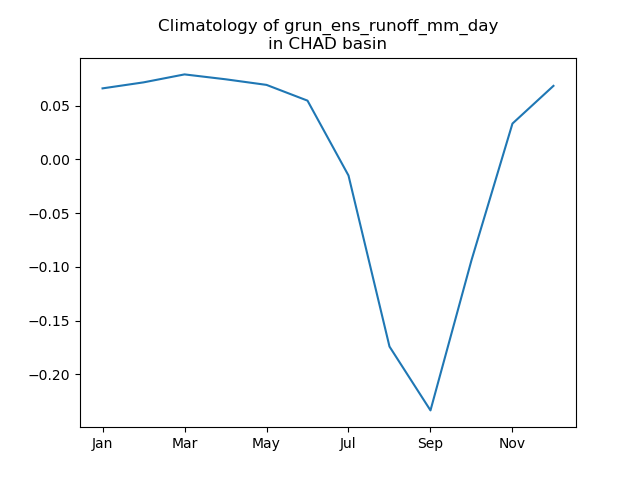 Climatology of grun_ens_runoff_mm_day
in CHAD basin
0.05
0.00
−0.05
−0.10
−0.15
−0.20
Jan Mar May Jul Sep Nov